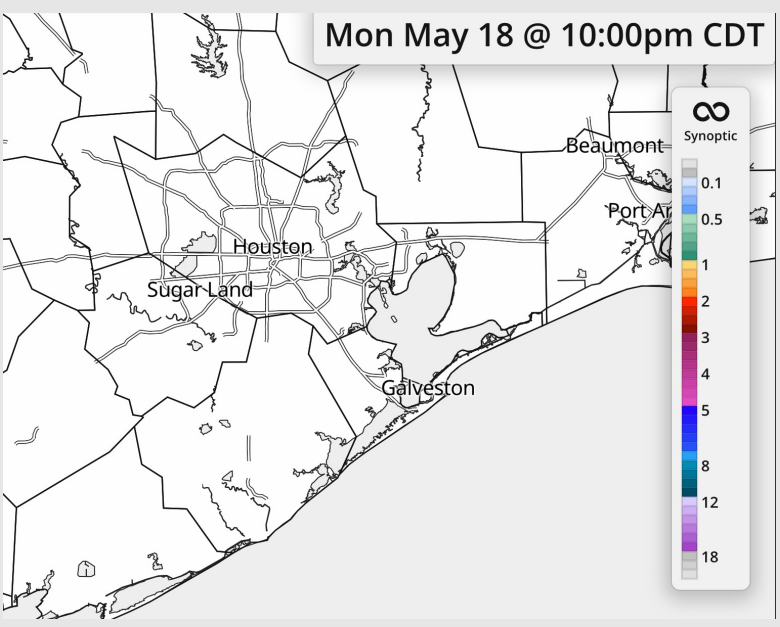 Mon May 18 @ 10:00pm CDT
Synoptic
0.1
0.5
1
2
3
4
5
8
12
18
Beaumont
Port Ar
Houston
Sugar Land
Galveston